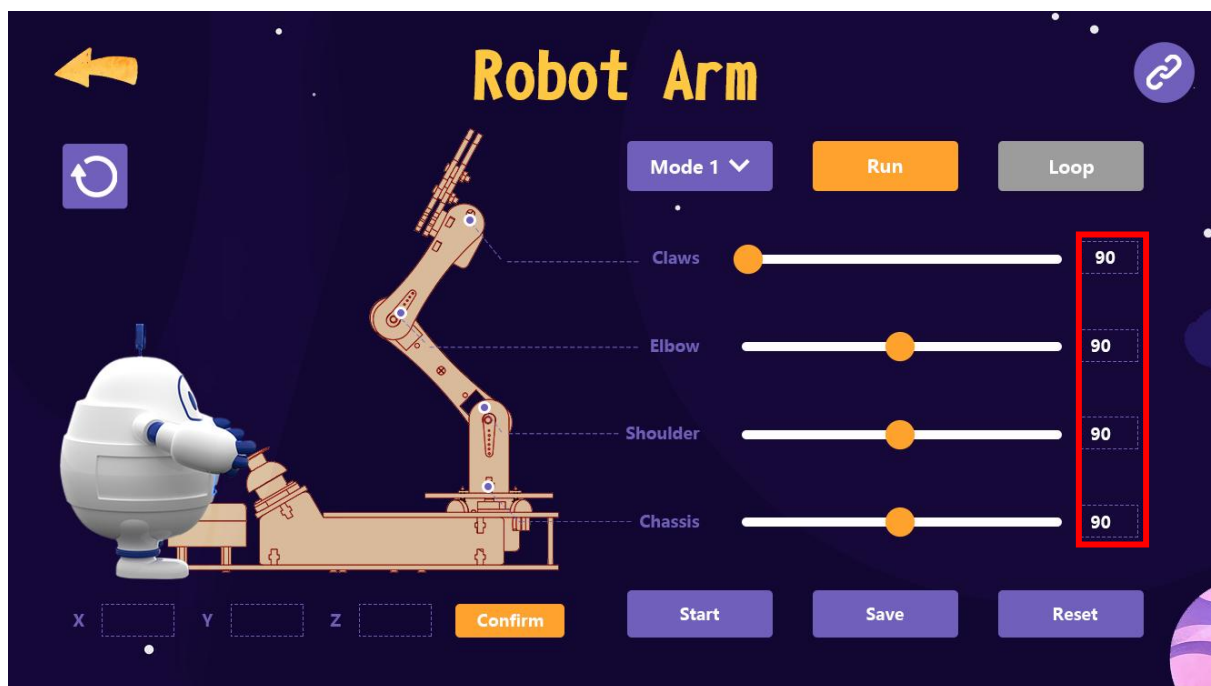 Robot Arm
Mode 1
Run
Loop
Claws
90
Elbow
90
Shoulder
90
Chassis
90
X
Y
Z
Confirm
Start
Save
Reset